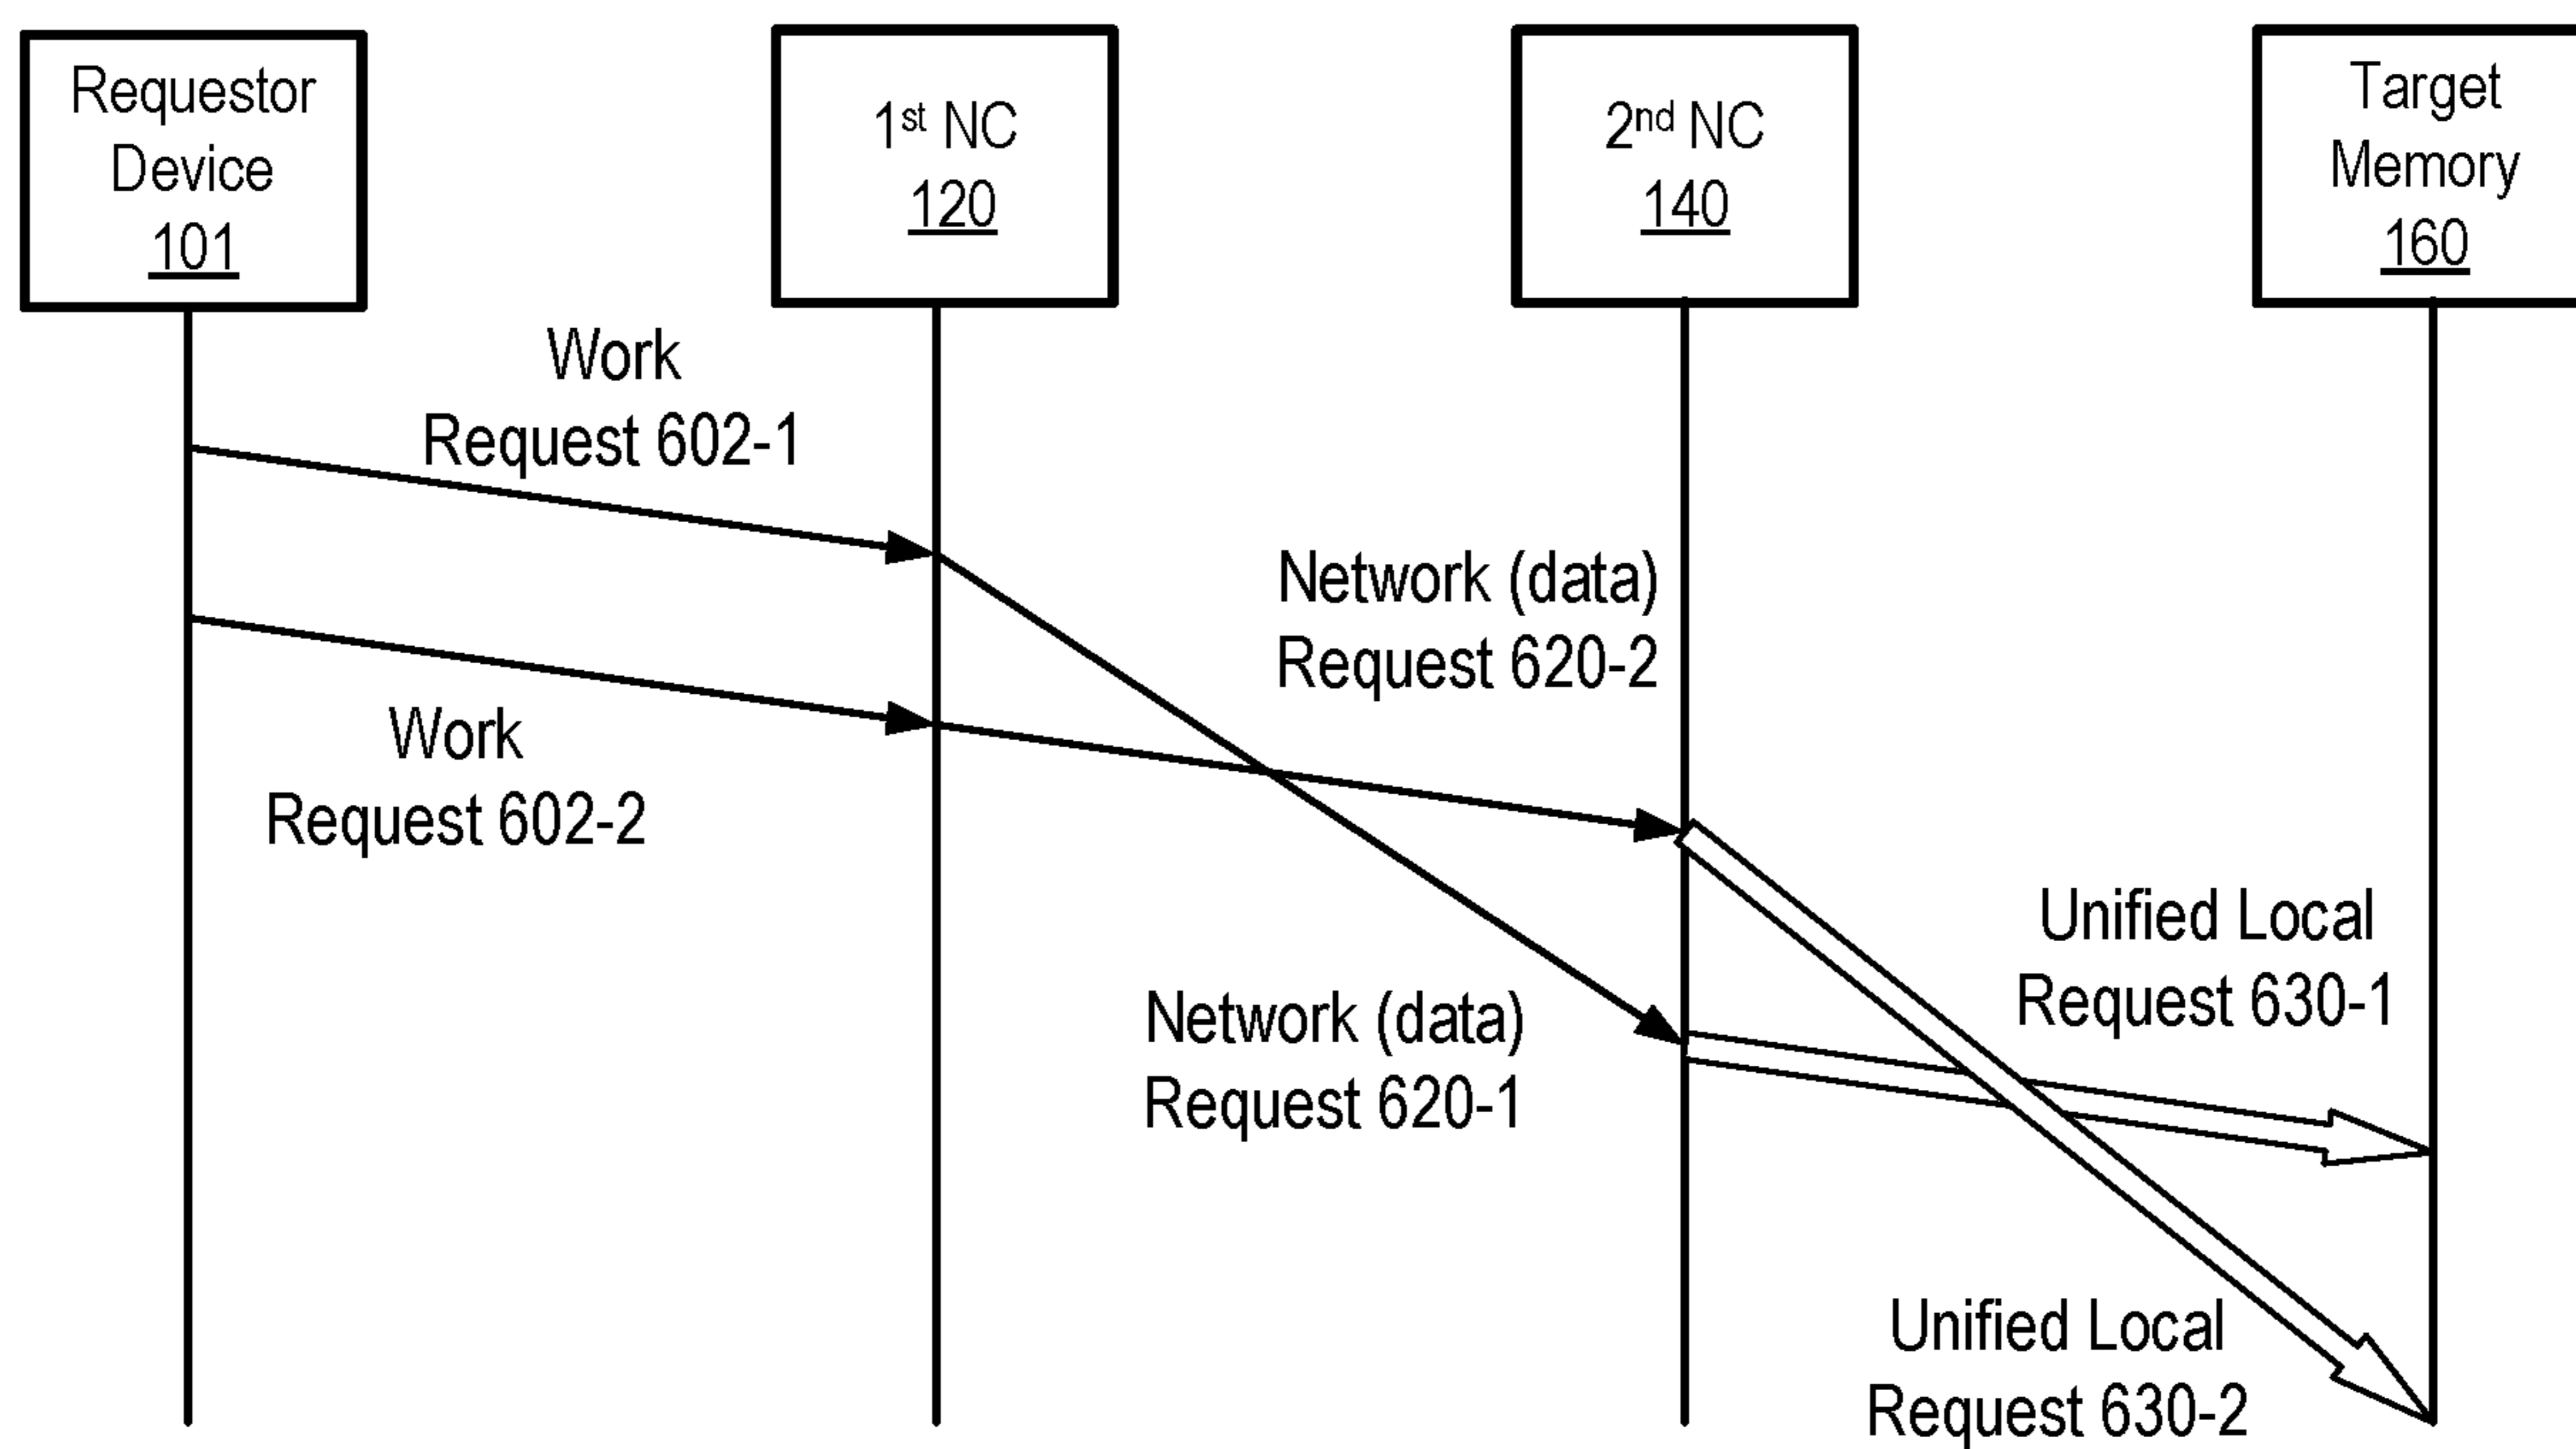 Requestor
Device
101
1st NC
120
2nd NC
140
Target
Memory
160
Work
Request 602-1
Network (data)
Request 620-2
Work
Request 602-2
Unified Local
Request 630-1
Network (data)
Request 620-1
Unified Local
Request 630-2